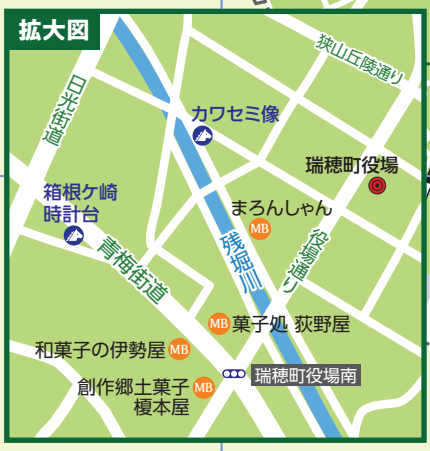 拡大図
狭山丘陵通り
日光街道
カワセミ像
瑞穂町役場
箱根ケ崎
時計台
まろんしゃん
MB
残堀川
役場通り
青梅街道
MB
菓子処 荻野屋
和菓子の伊勢屋
MB
瑞穂町役場南
創作郷土菓子
榎本屋
MB